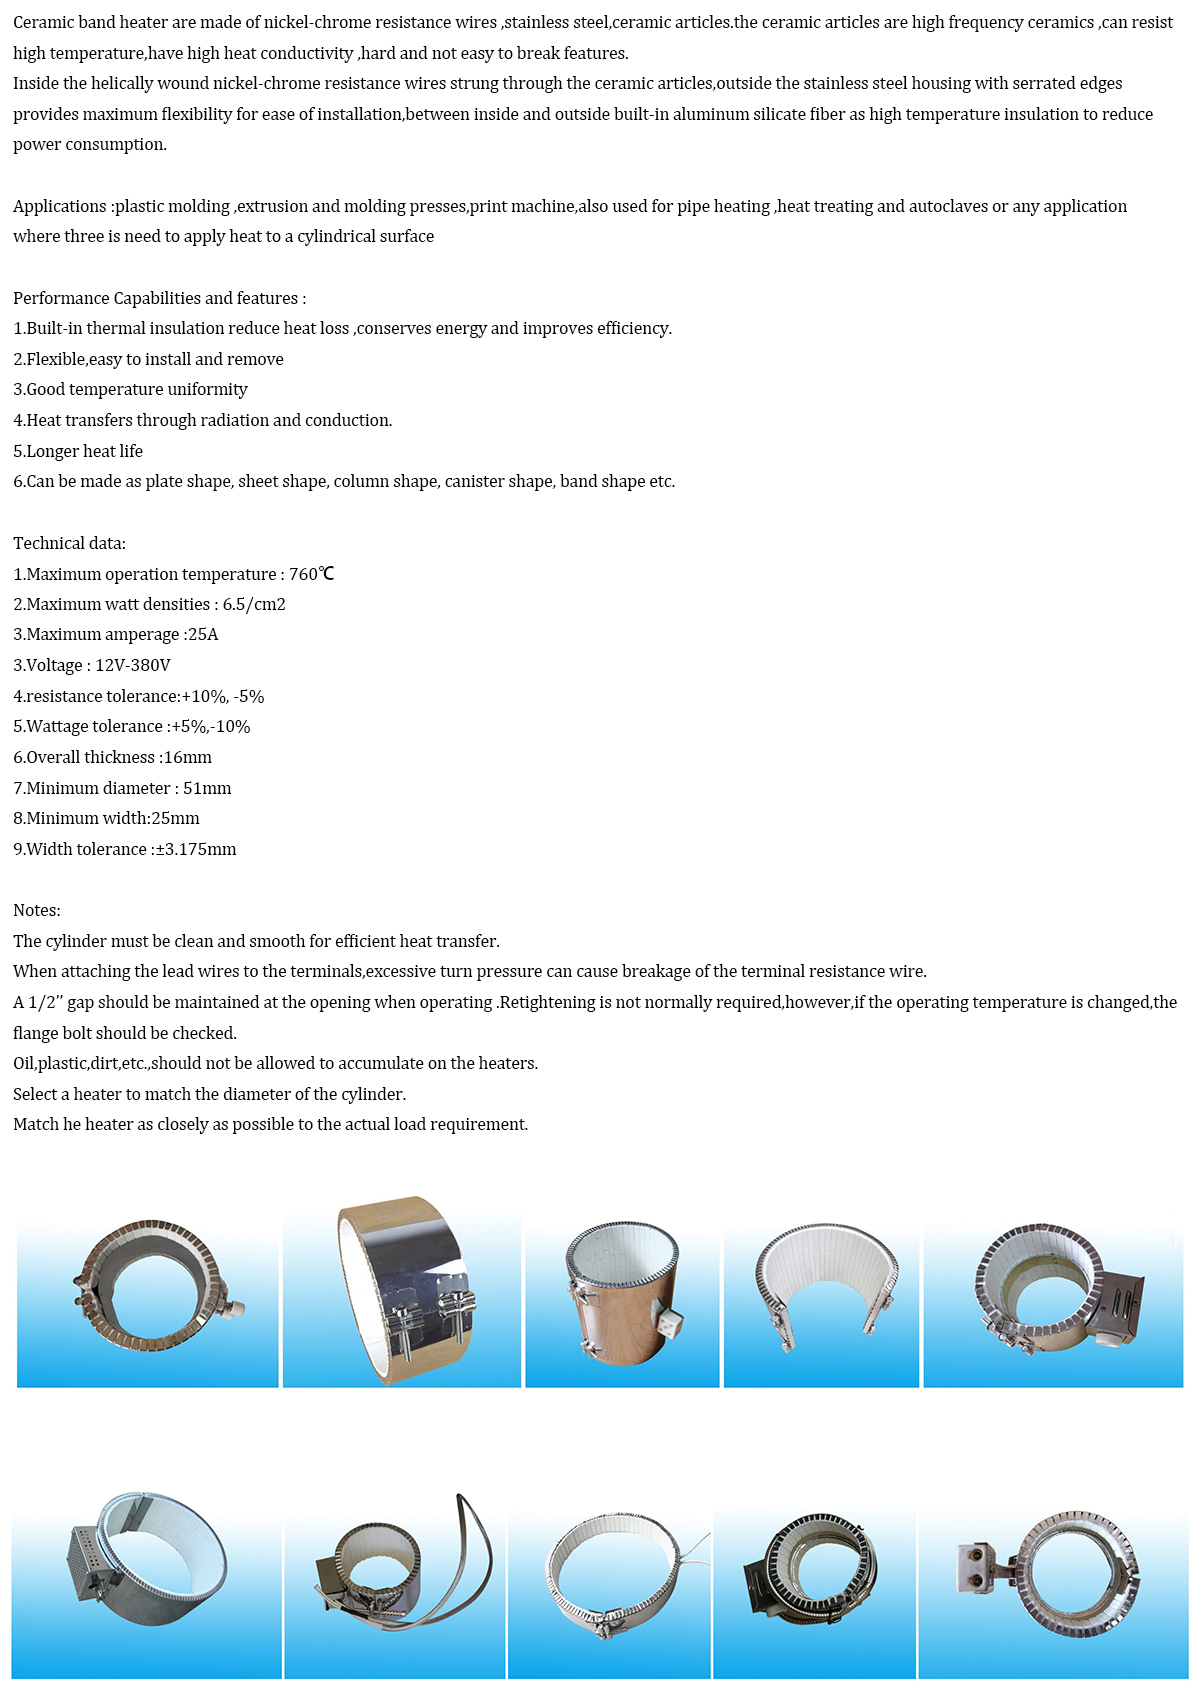 Ceramic band heater are made of nickel-chrome resistance wires ,stainless steel,ceramic articles.the ceramic articles are high frequency ceramics ,can resist
high temperature,have high heat conductivity ,hard and not easy to break features.
Inside the helically wound nickel-chrome resistance wires strung through the ceramic articles,outside the stainless steel housing with serrated edges
provides maximum flexibility for ease of installation,between inside and outside built-in aluminum silicate fiber as high temperature insulation to reduce
power consumption.
Applications :plastic molding ,extrusion and molding presses,print machine,also used for pipe heating ,heat treating and autoclaves or any application
where three is need to apply heat to a cylindrical surface
Performance Capabilities and features :
1.Built-in thermal insulation reduce heat loss ,conserves energy and improves efficiency.
2.Flexible,easy to install and remove
3.Good temperature uniformity
4.Heat transfers through radiation and conduction.
5.Longer heat life
6.Can be made as plate shape, sheet shape, column shape, canister shape, band shape etc.
Technical data:
1.Maximum operation temperature : 760℃
2.Maximum watt densities : 6.5/cm2
3.Maximum amperage :25A
3.Voltage : 12V-380V
4.resistance tolerance:+10%, -5%
5.Wattage tolerance :+5%,-10%
6.Overall thickness :16mm
7.Minimum diameter : 51mm
8.Minimum width:25mm
9.Width tolerance :±3.175mm
Notes:
The cylinder must be clean and smooth for efficient heat transfer.
When attaching the lead wires to the terminals,excessive turn pressure can cause breakage of the terminal resistance wire.
A 1/2’’ gap should be maintained at the opening when operating .Retightening is not normally required,however,if the operating temperature is changed,the
flange bolt should be checked.
Oil,plastic,dirt,etc.,should not be allowed to accumulate on the heaters.
Select a heater to match the diameter of the cylinder.
Match he heater as closely as possible to the actual load requirement.